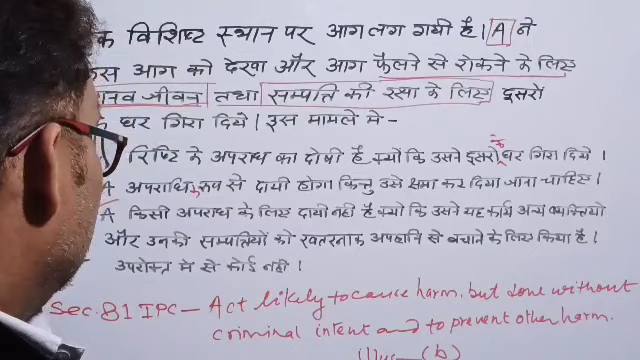 क विशिष्ट स्थान पर आग लग गयी है। A ने
आग को देखा और आग फैलने से रोकने के लिए
मानव जीवन तथा सम्पत्ति की रक्षा के लिए दूसरों
के घर गिरा दिये। इस मामले मे -
रिष्टि के अपराध का दोषी है क्यों कि उसने दूसरों के घर गिरा दिये।
A अपराधिक रूप से दायी होगा किन्तु उसे क्षमा कर दिया जाना चाहिए।
A किसी अपराध के लिए दायी नही है क्यो कि उसने यह कार्य अन्य व्यक्तियो
और उनकी सम्पत्तियों को खतरनाक अपहानि से बचाने के लिए किया है।
उपरोक्त मे से कोई नही।
Sec. 81 IPC - Act likely to cause harm, but done without
criminal intent and to prevent other harm.
illus - (b)